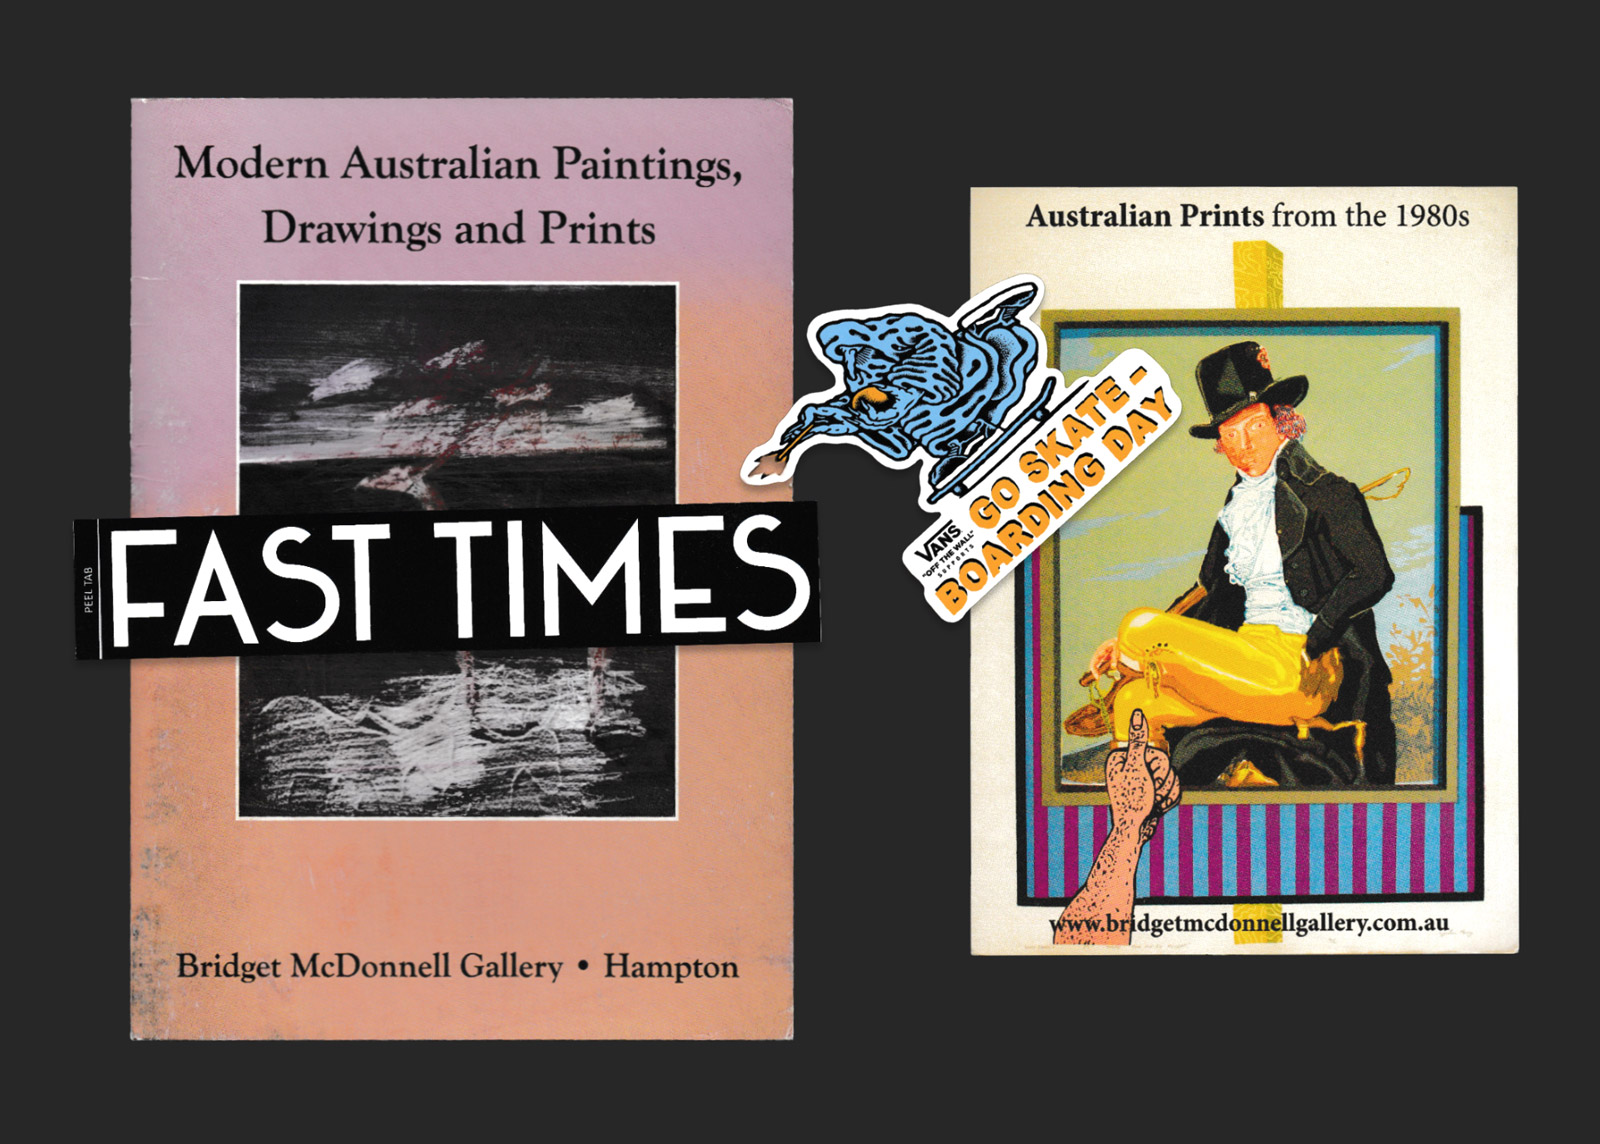 Modern Australian Paintings,
Drawings and Prints
PEEL TAB
FAST TIMES
Bridget McDonnell Gallery • Hampton
VANS
"OFF THE WALL"
SUPPORTS
GO SKATE-
BOARDING DAY
Australian Prints from the 1980s
www.bridgetmcdonnellgallery.com.au